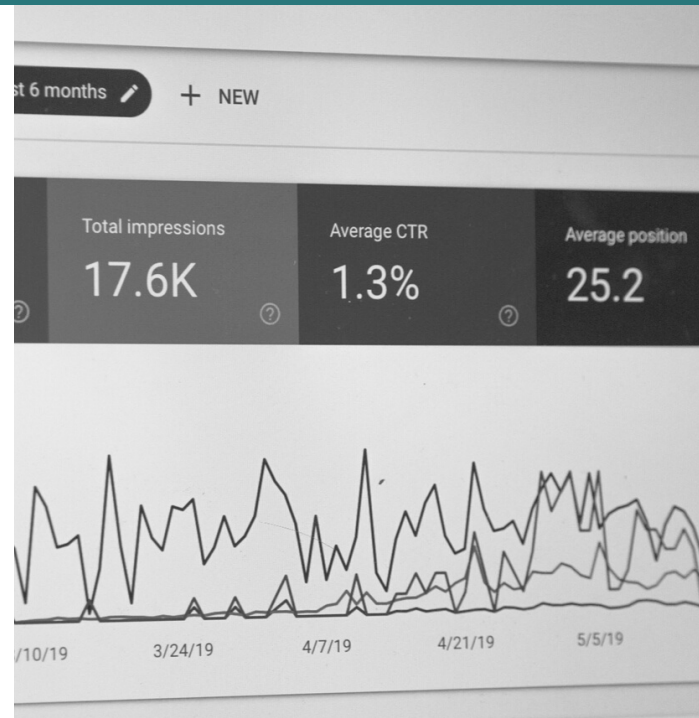 st 6 months
+ NEW
Total impressions
17.6K
Average CTR
1.3%
Average position
25.2
/10/19
3/24/19
4/7/19
4/21/19
5/5/19